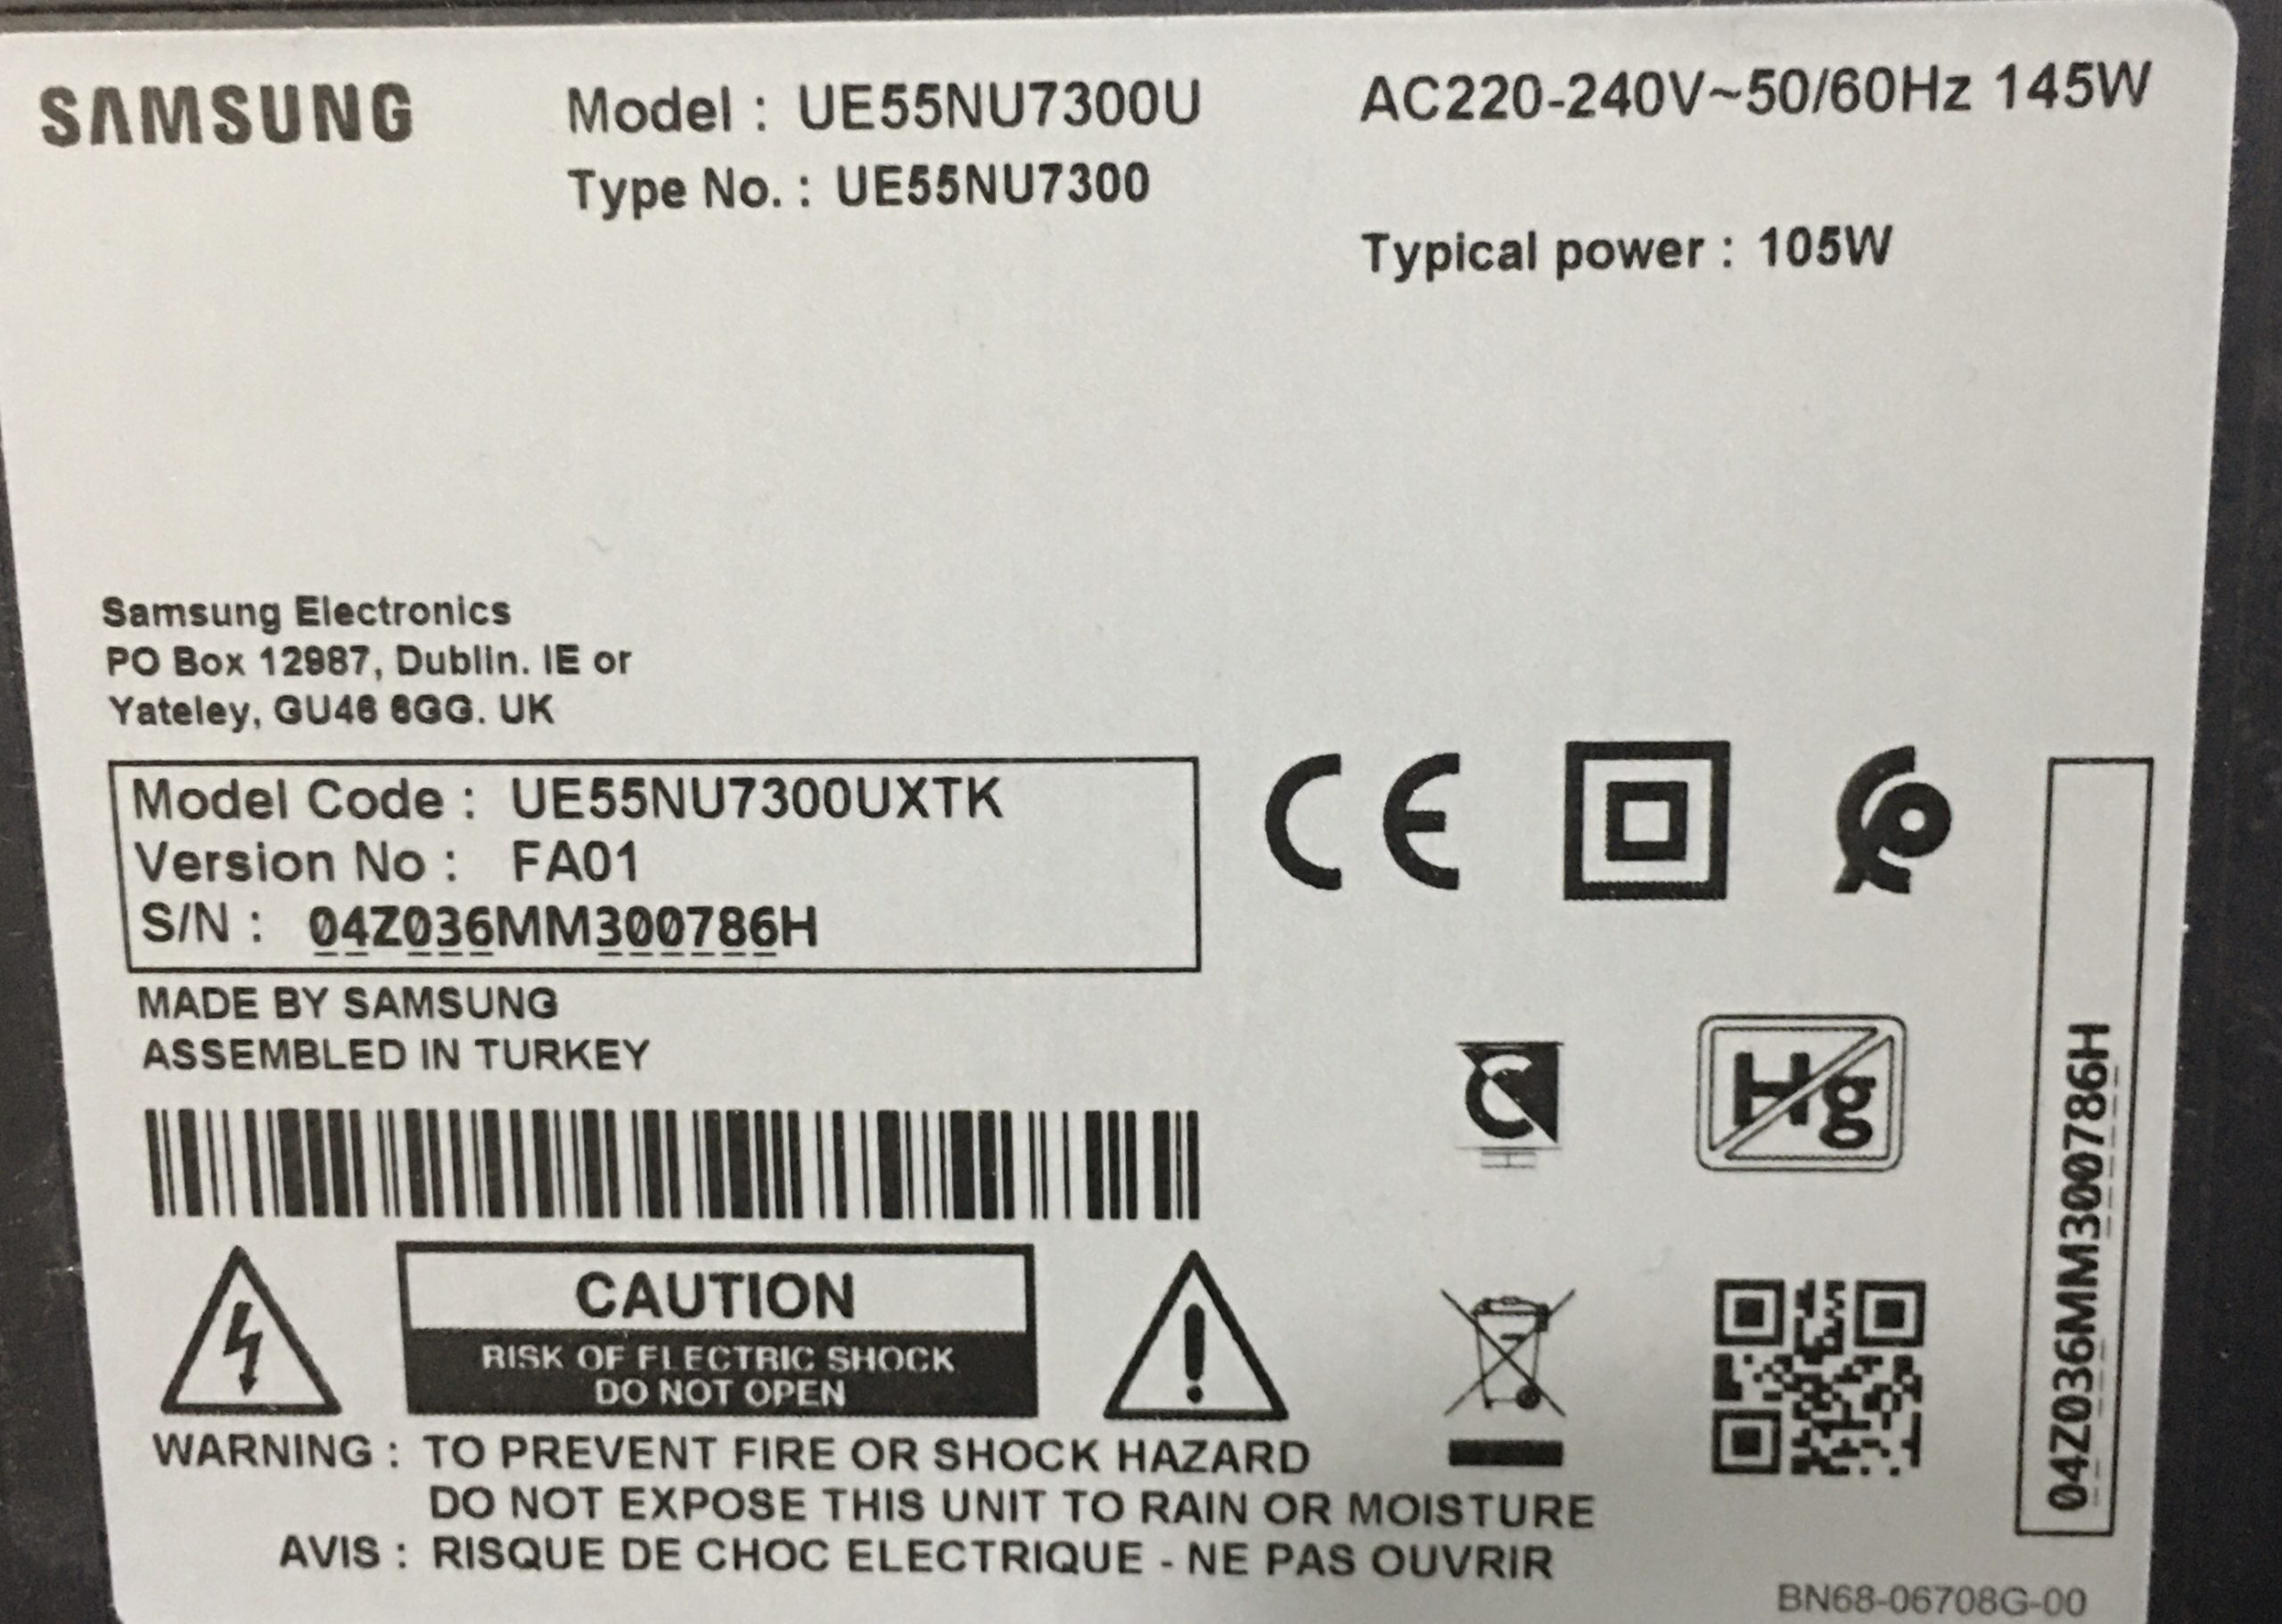 SAMSUNG
Model : UE55NU7300U
Type No. : UE55NU7300
AC220-240V~50/60Hz 145W
Typical power : 105W
Samsung Electronics
PO Box 12987, Dublin. IE or
Yateley, GU46 6GG. UK
Model Code : UE55NU7300UXTK
Version No : FA01
S/N : 04Z036MM300786H
MADE BY SAMSUNG
ASSEMBLED IN TURKEY
CE
C
Hg
CAUTION
RISK OF ELECTRIC SHOCK
DO NOT OPEN
7
WARNING : TO PREVENT FIRE OR SHOCK HAZARD
DO NOT EXPOSE THIS UNIT TO RAIN OR MOISTURE
AVIS : RISQUE DE CHOC ELECTRIQUE - NE PAS OUVRIR
04Z036MM300786H
BN68-06708G-00